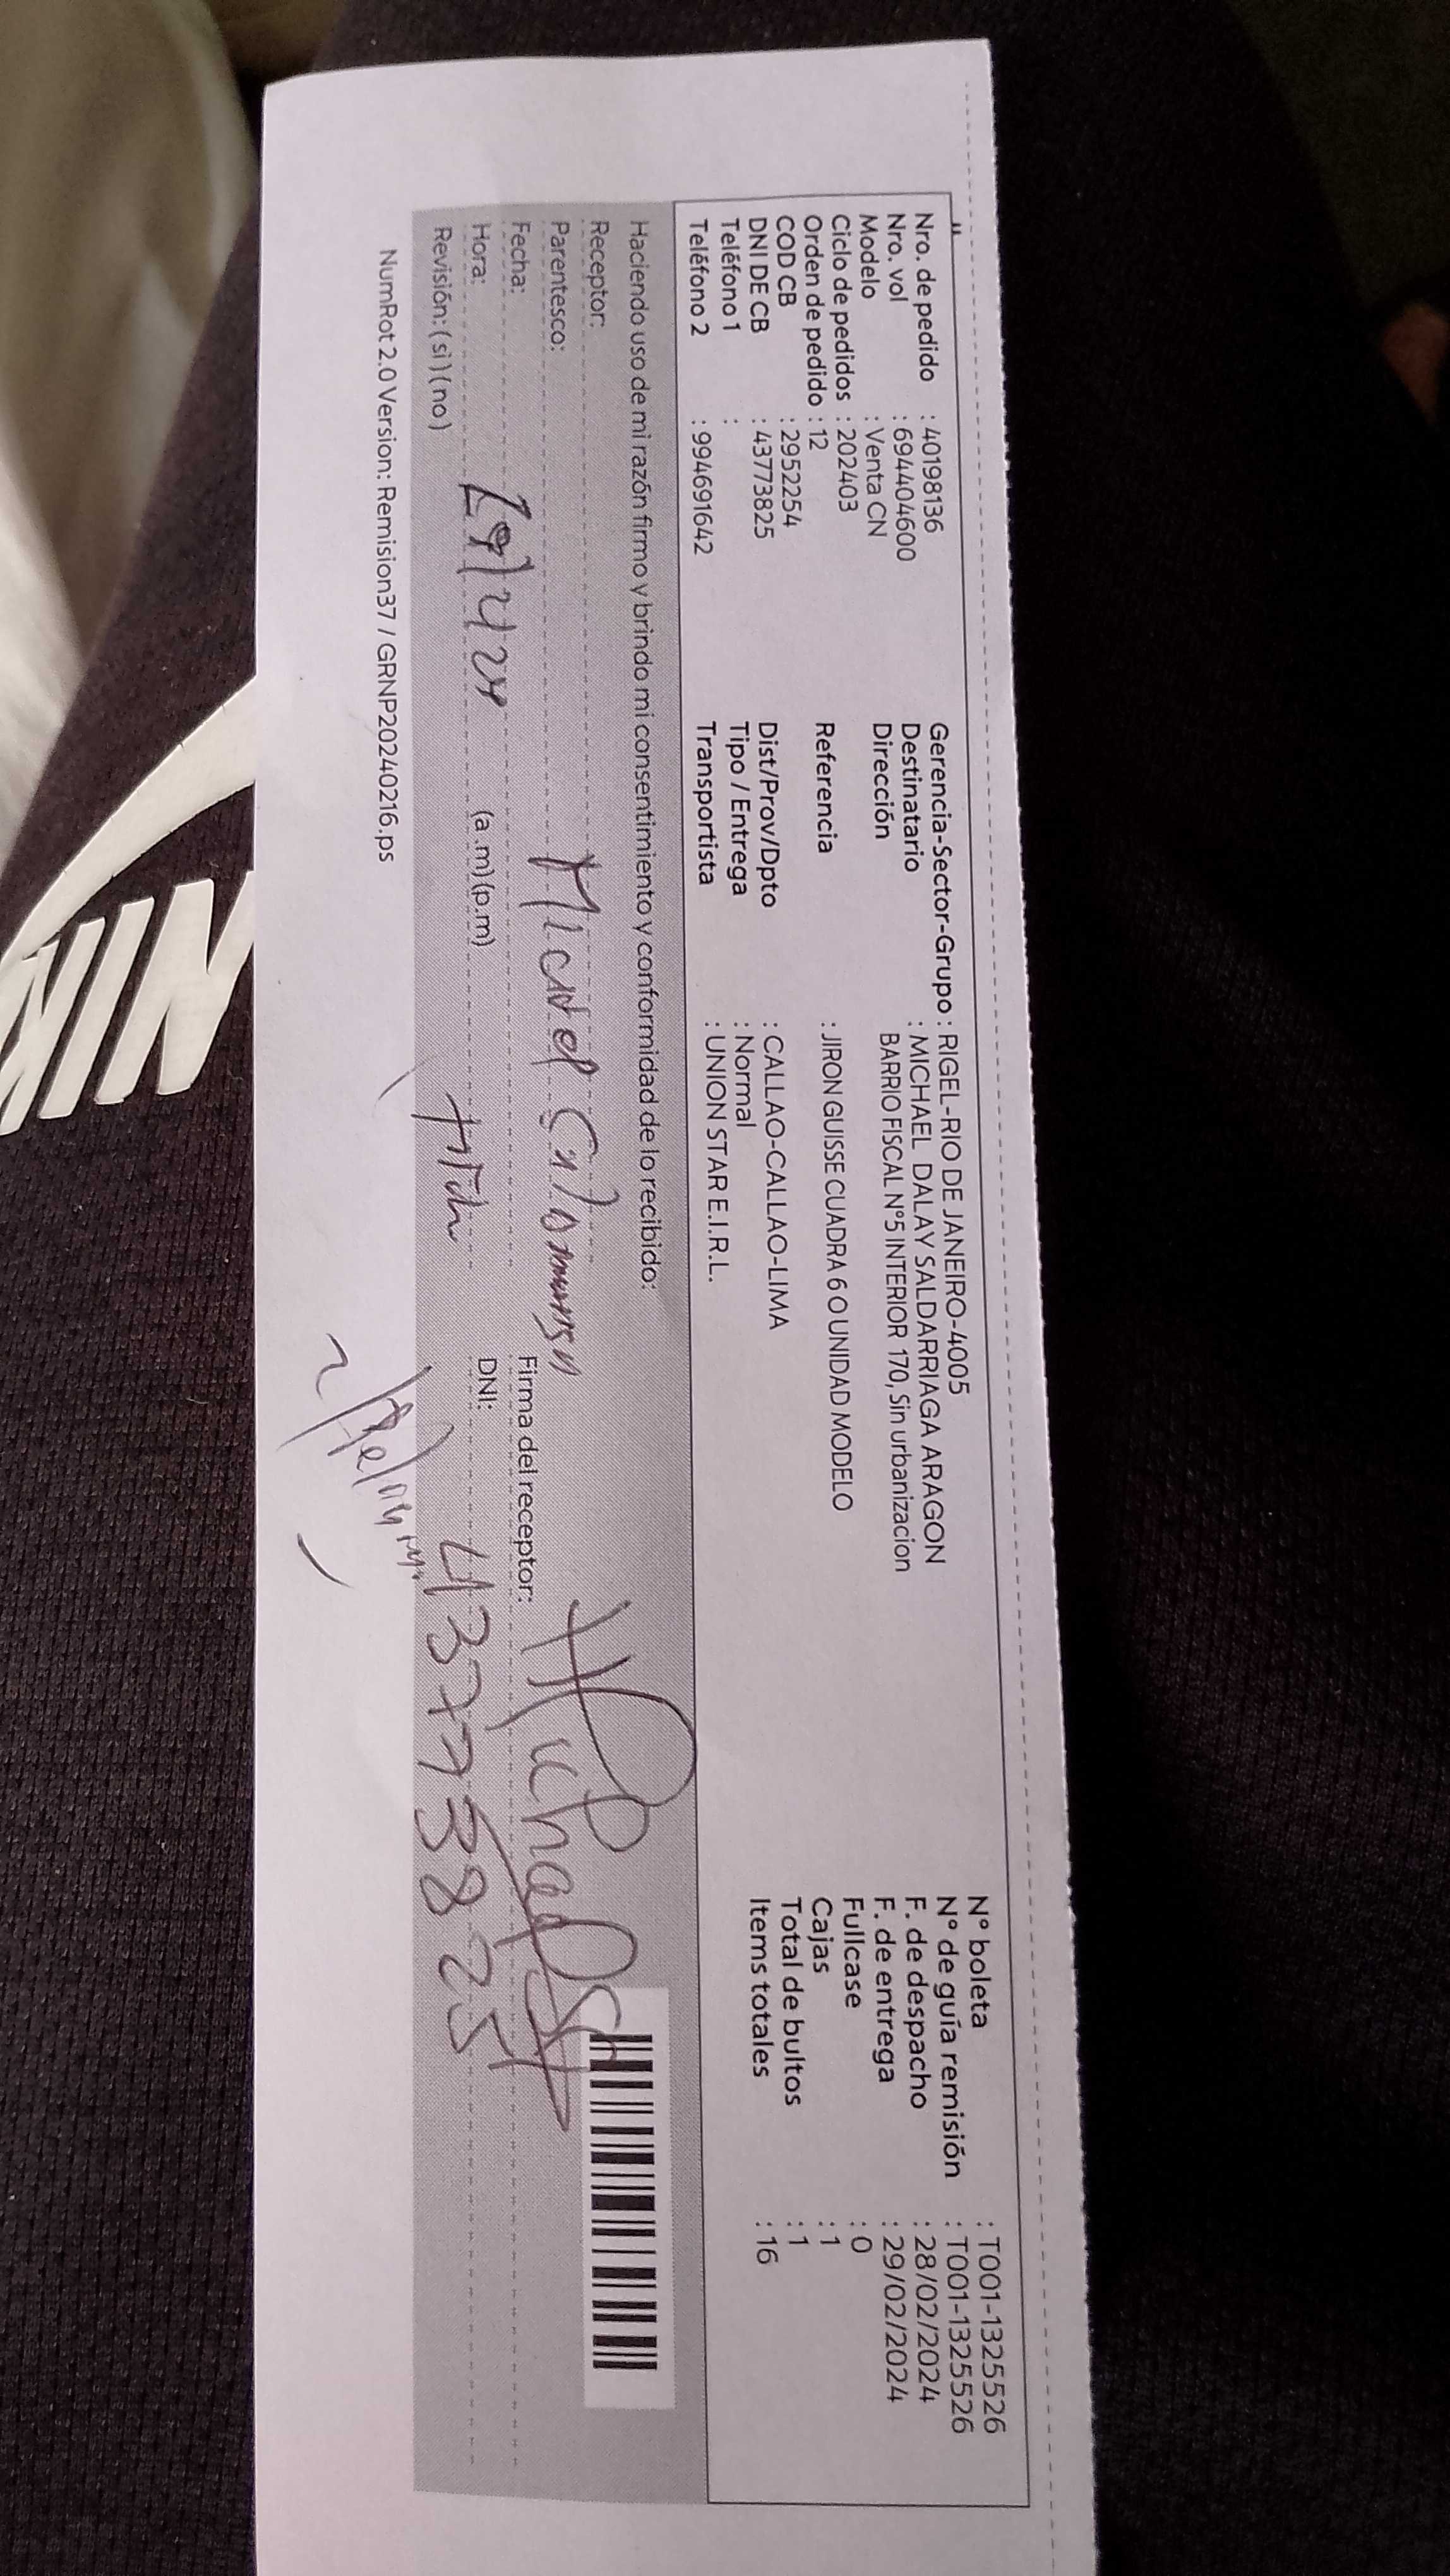 Nro. de pedido : 40198136
Nro. vol : 694404600
Modelo : Venta CN
Ciclo de pedidos : 202403
Orden de pedido : 12
COD CB : 2952254
DNI DE CB : 43773825
Teléfono 1 :
Teléfono 2 : 994691642
Gerencia-Sector-Grupo : RIGEL-RIO DE JANEIRO-4005
Destinatario : MICHAEL DALAY SALDARRIAGA ARAGON
Dirección BARRIO FISCAL N°5 INTERIOR 170, Sin urbanizacion
Referencia : JIRON GUISSE CUADRA 6 O UNIDAD MODELO
Dist/Prov/Dpto : CALLAO-CALLAO-LIMA
Tipo / Entrega : Normal
Transportista : UNION STAR E.I.R.L.
N° boleta : T001-1325526
N° de guía remisión : T001-1325526
F. de despacho : 28/02/2024
F. de entrega : 29/02/2024
Fullcase : 0
Cajas : 1
Total de bultos : 1
Items totales : 16
Haciendo uso de mi razón firmo y brindo mi consentimiento y conformidad de lo recibido:
Receptor:
Parentesco:
Fecha:
Firma del receptor:
Hora: (a.m)(p.m)
DNI: 43773825
Revisión: (si)(no)
NumRot 2.0 Version: Remision37 / GRNP20240216.ps